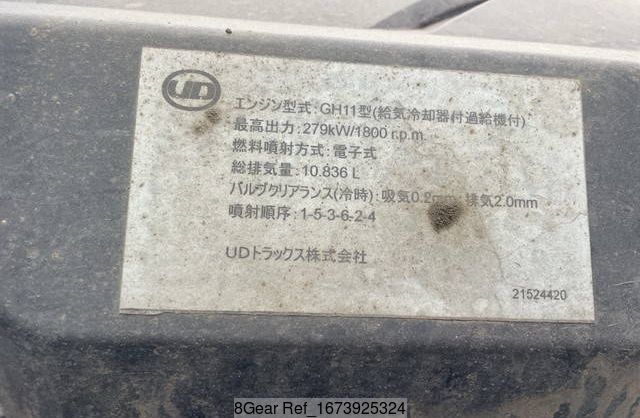 UD
エンジン型式：GH11型(給気冷却器付過給機付)
最高出力：279kW/1800 r.p.m.
燃料噴射方式：電子式
総排気量：10.836 L
バルブクリアランス(冷時)：吸気0.2mm 排気2.0mm
噴射順序：1-5-3-6-2-4
UDトラックス株式会社
21524420
8Gear Ref_1673925324